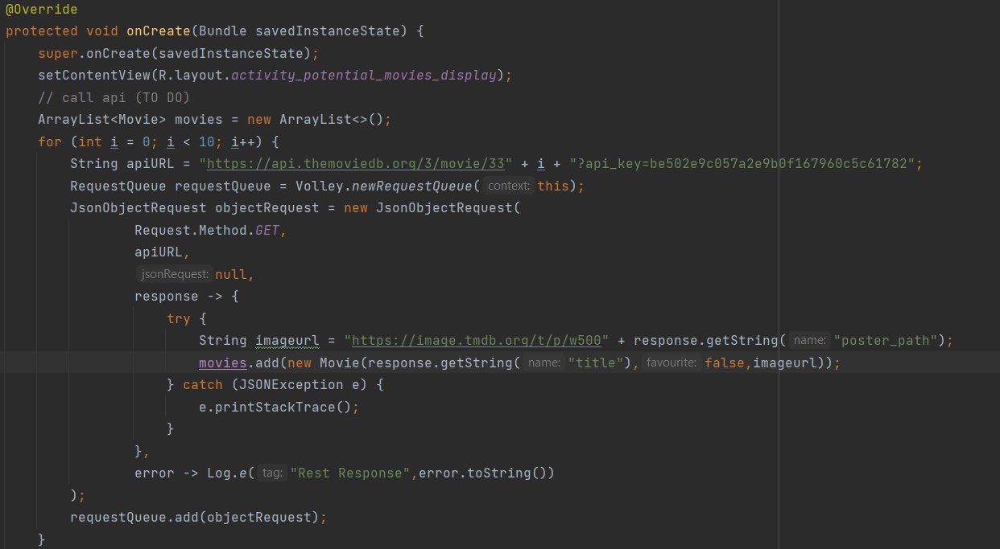 @Override
protected void onCreate(Bundle savedInstanceState) {
super.onCreate(savedInstanceState);
setContentView(R.layout.activity_potential_movies_display);
// call api (TO DO)
ArrayList<Movie> movies = new ArrayList<>();
for (int i = 0; i < 10; i++) {
String apiURL = "https://api.themoviedb.org/3/movie/33" + i + "?api_key=be502e9c057a2e9b0f167960c5c61782";
RequestQueue requestQueue = Volley.newRequestQueue( context: this);
JsonObjectRequest objectRequest = new JsonObjectRequest(
Request.Method.GET,
apiURL,
jsonRequest: null,
response -> {
try {
String imageurl = "https://image.tmdb.org/t/p/w500" + response.getString( name: "poster_path");
movies.add(new Movie(response.getString( name: "title"), favourite: false,imageurl));
} catch (JSONException e) {
e.printStackTrace();
}
},
error -> Log.e( tag: "Rest Response",error.toString())
);
requestQueue.add(objectRequest);
}